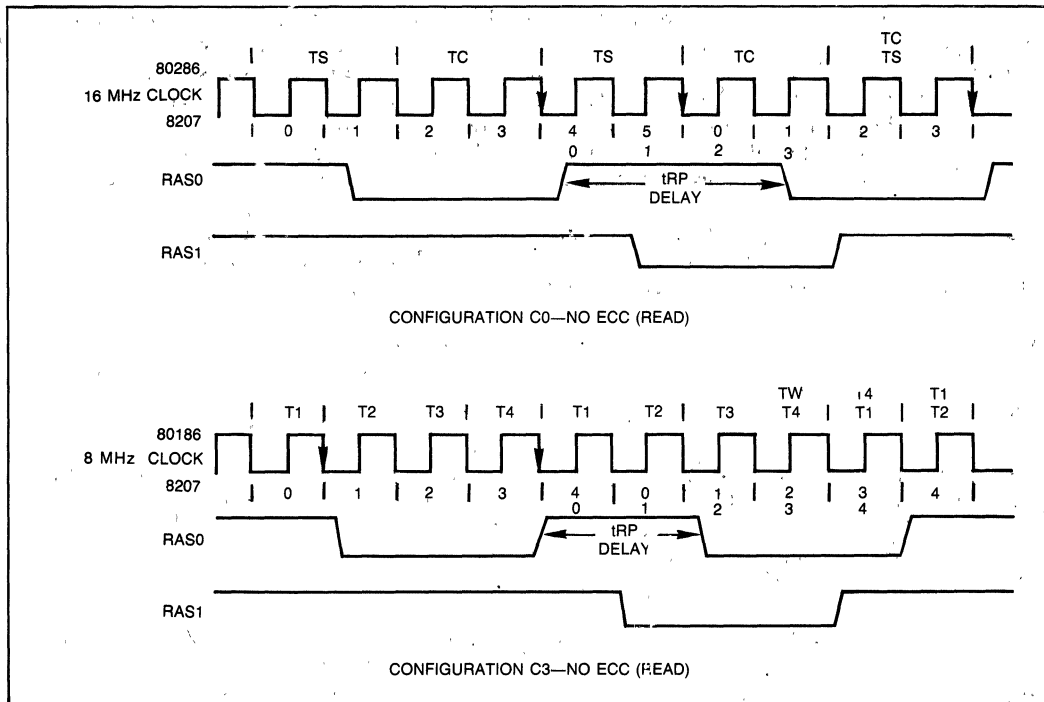 TC
| TS | TC | TS | TC | TS |
80286
16 MHz CLOCK
8207
| 0 | 1 | 2 | 3 | 4 | 5 | 0 | 1 | 2 | 3 |
0 1 2 3
RAS0
tRP
DELAY
RAS1
CONFIGURATION C0—NO ECC (READ)
TW 14 T1
| T1 | T2 T3 | T4 | T1 | T2 | T3 T4 | T1 | T2 |
80186
8 MHz CLOCK
8207
| 0 | 1 | 2 | 3 | 4 | 0 | 1 | 2 | 3 | 4 |
0 1 2 3 4
RAS0
tRP
DELAY
RAS1
CONFIGURATION C3—NO ECC (READ)